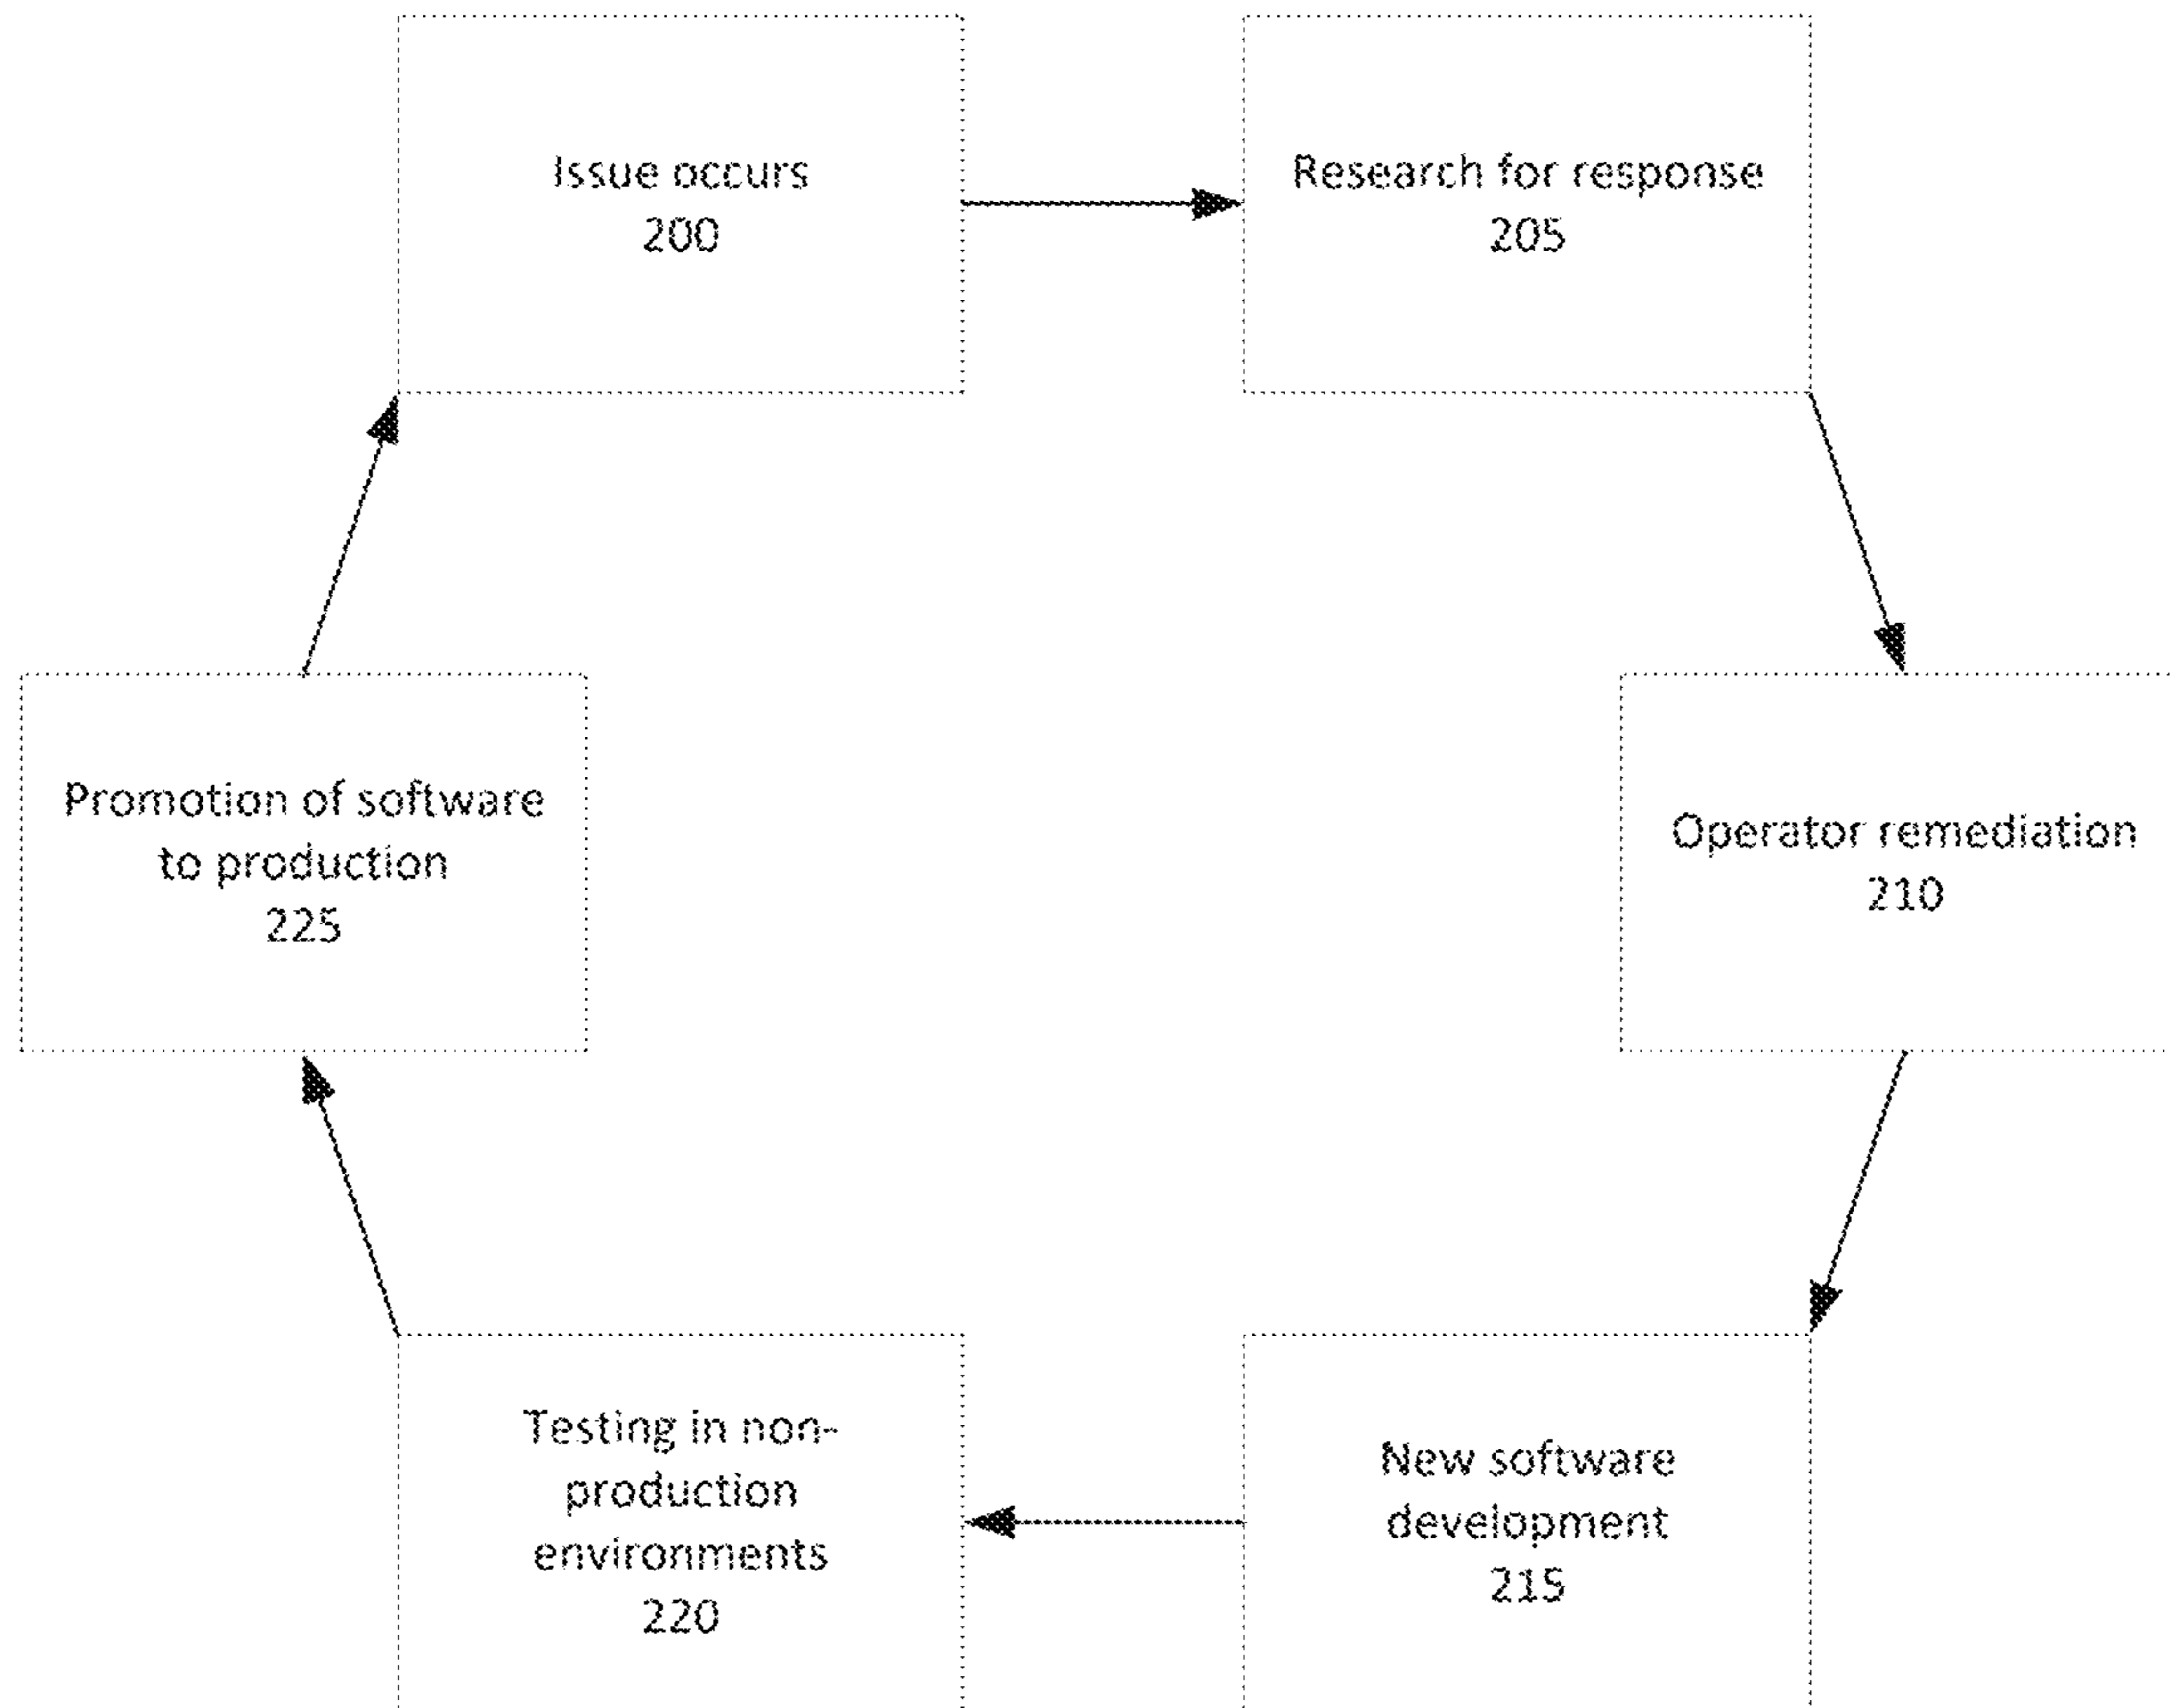 Issue occurs
200
Research for response
205
Operator remediation
210
New software
development
215
Testing in non-
production
environments
220
Promotion of software
to production
225